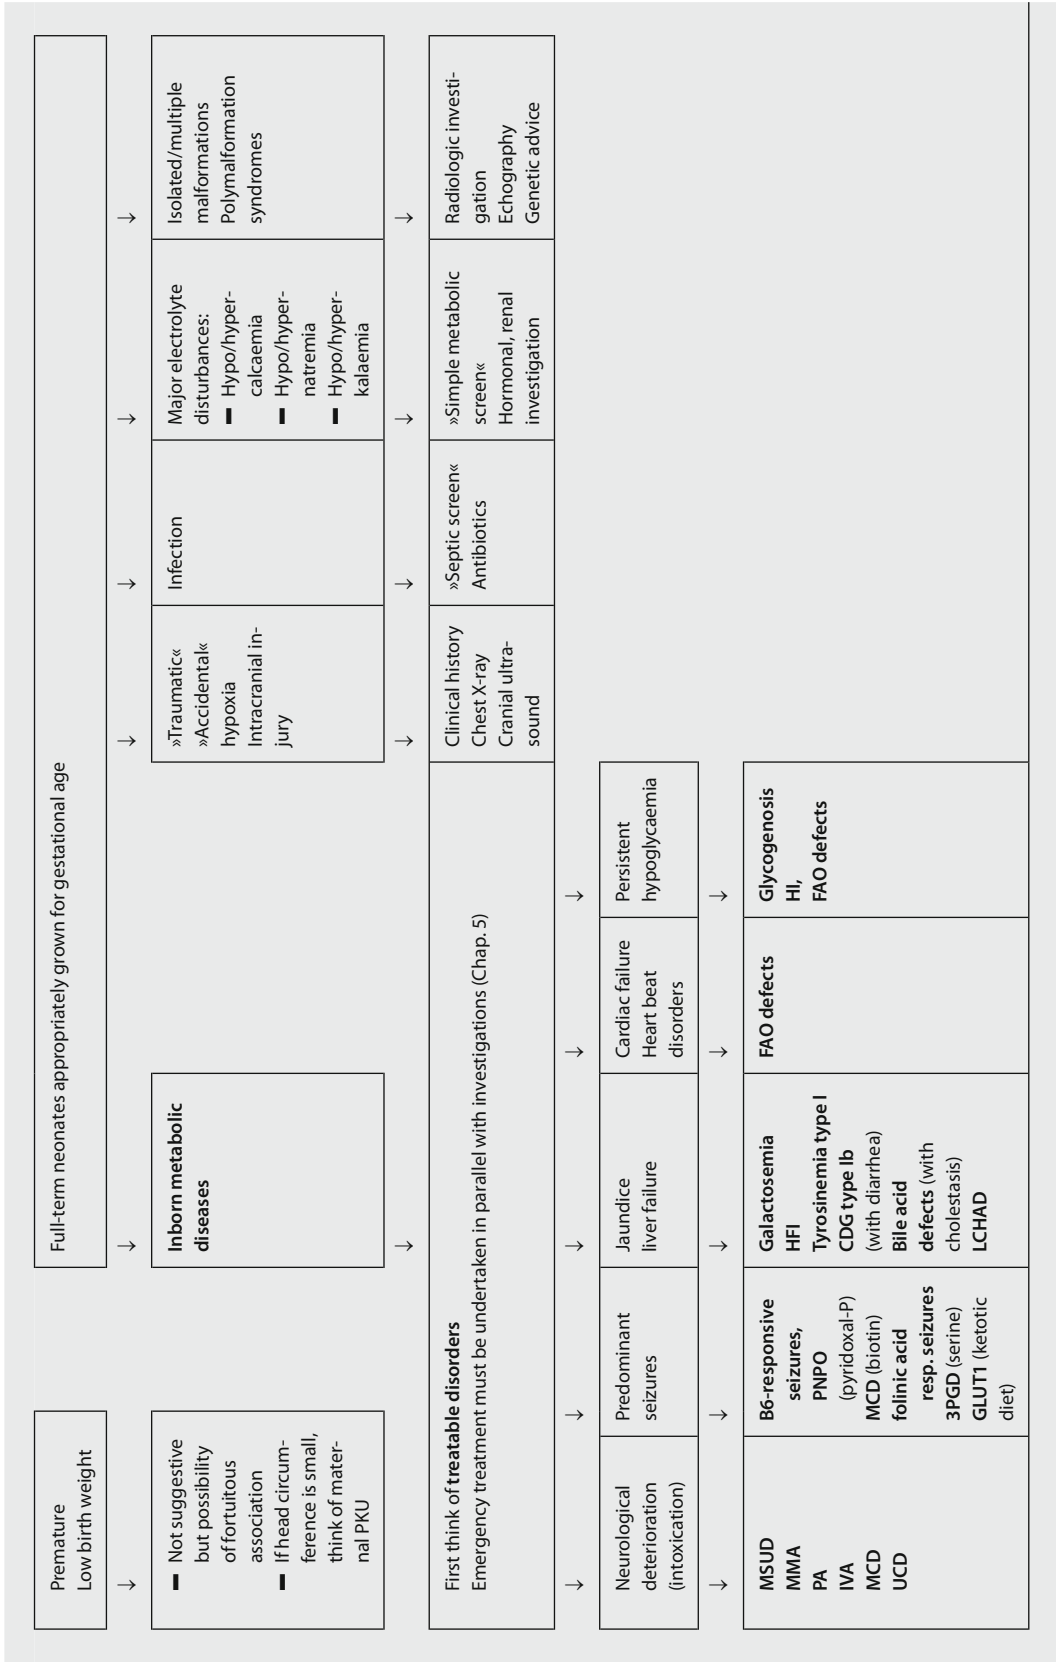 Premature
Low birth weight
Full-term neonates appropriately grown for gestational age
↓
↓
↓
↓
↓
↓
▬ Not suggestive
but possibility
of fortuitous
association
▬ If head circum-
ference is small,
think of mater-
nal PKU
Inborn metabolic
diseases
»Traumatic«
»Accidental«
hypoxia
Intracranial in-
jury
Infection
Major electrolyte
disturbances:
▬ Hypo/hyper-
calcaemia
▬ Hypo/hyper-
natremia
▬ Hypo/hyper-
kalaemia
Isolated/multiple
malformations
Polymalformation
syndromes
↓
↓
↓
↓
↓
First think of treatable disorders
Emergency treatment must be undertaken in parallel with investigations (Chap. 5)
Clinical history
Chest X-ray
Cranial ultra-
sound
»Septic screen«
Antibiotics
»Simple metabolic
screen«
Hormonal, renal
investigation
Radiologic investi-
gation
Echography
Genetic advice
↓
↓
↓
↓
↓
Neurological
deterioration
(intoxication)
Predominant
seizures
Jaundice
liver failure
Cardiac failure
Heart beat
disorders
Persistent
hypoglycaemia
↓
↓
↓
↓
↓
MSUD
MMA
PA
IVA
MCD
UCD
B6-responsive
seizures,
PNPO
(pyridoxal-P)
MCD (biotin)
folinic acid
resp. seizures
3PGD (serine)
GLUT1 (ketotic
diet)
Galactosemia
HFI
Tyrosinemia type I
CDG type Ib
(with diarrhea)
Bile acid
defects (with
cholestasis)
LCHAD
FAO defects
Glycogenosis
HI,
FAO defects